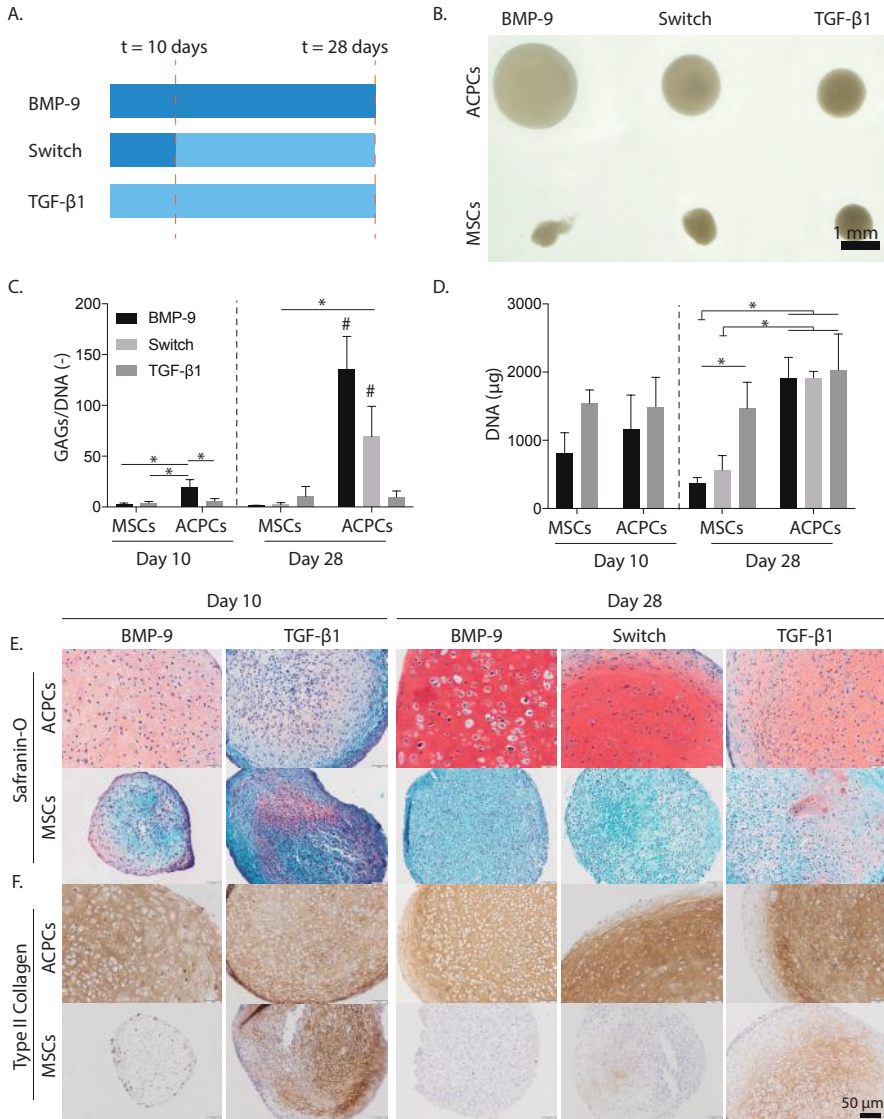 A.
t = 10 days t = 28 days
BMP-9
Switch
TGF-β1
B.
BMP-9 Switch TGF-β1
ACPCs
MSCs
1 mm
C.
GAGs/DNA (-)
200
150
100
50
0
BMP-9
Switch
TGF-β1
* * *
*
# #
MSCs ACPCs MSCs ACPCs
Day 10 Day 28
D.
DNA (µg)
3000
2000
1000
0
*
*
*
MSCs ACPCs MSCs ACPCs
Day 10 Day 28
Day 10 Day 28
BMP-9 TGF-β1 BMP-9 Switch TGF-β1
E.
Safranin-O
ACPCs
MSCs
F.
Type II Collagen
ACPCs
MSCs
50 µm